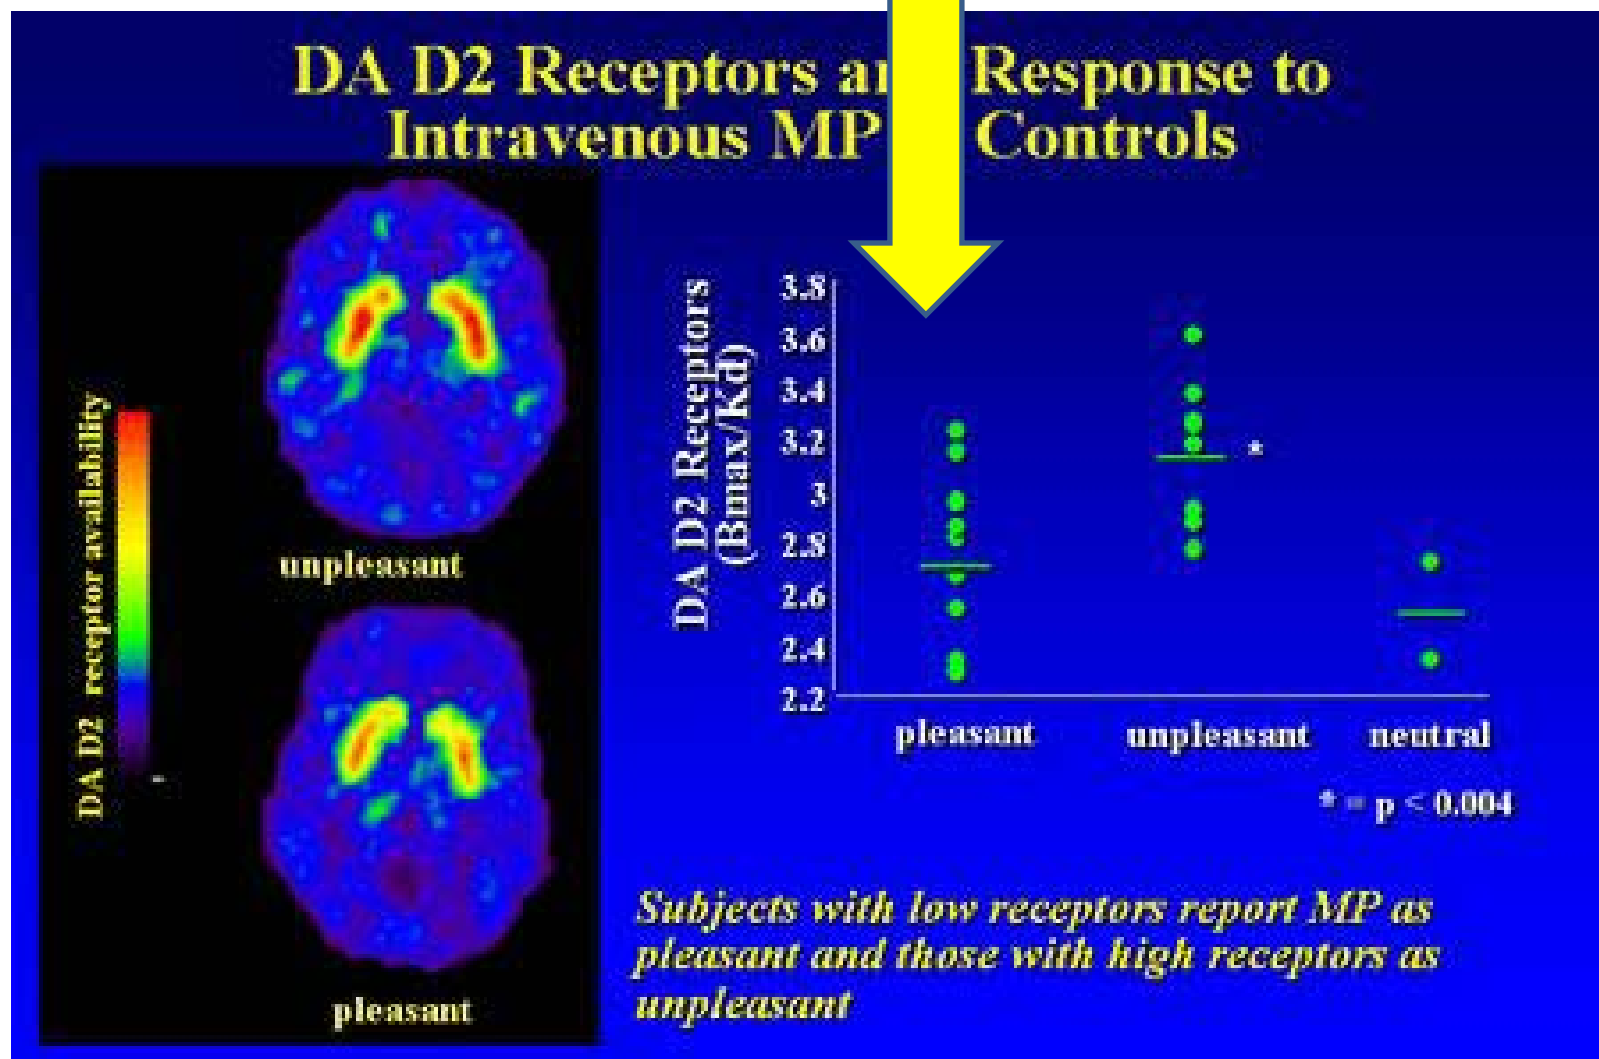 DA D2 Receptors a Response to
Intravenous MP Controls
DA D2 receptor availability
unpleasant
pleasant
DA D2 Receptors
(Bmax/Kd)
3.8
3.6
3.4
3.2
3
2.8
2.6
2.4
2.2
*
pleasant unpleasant neutral
* = p < 0.004
Subjects with low receptors report MP as
pleasant and those with high receptors as
unpleasant